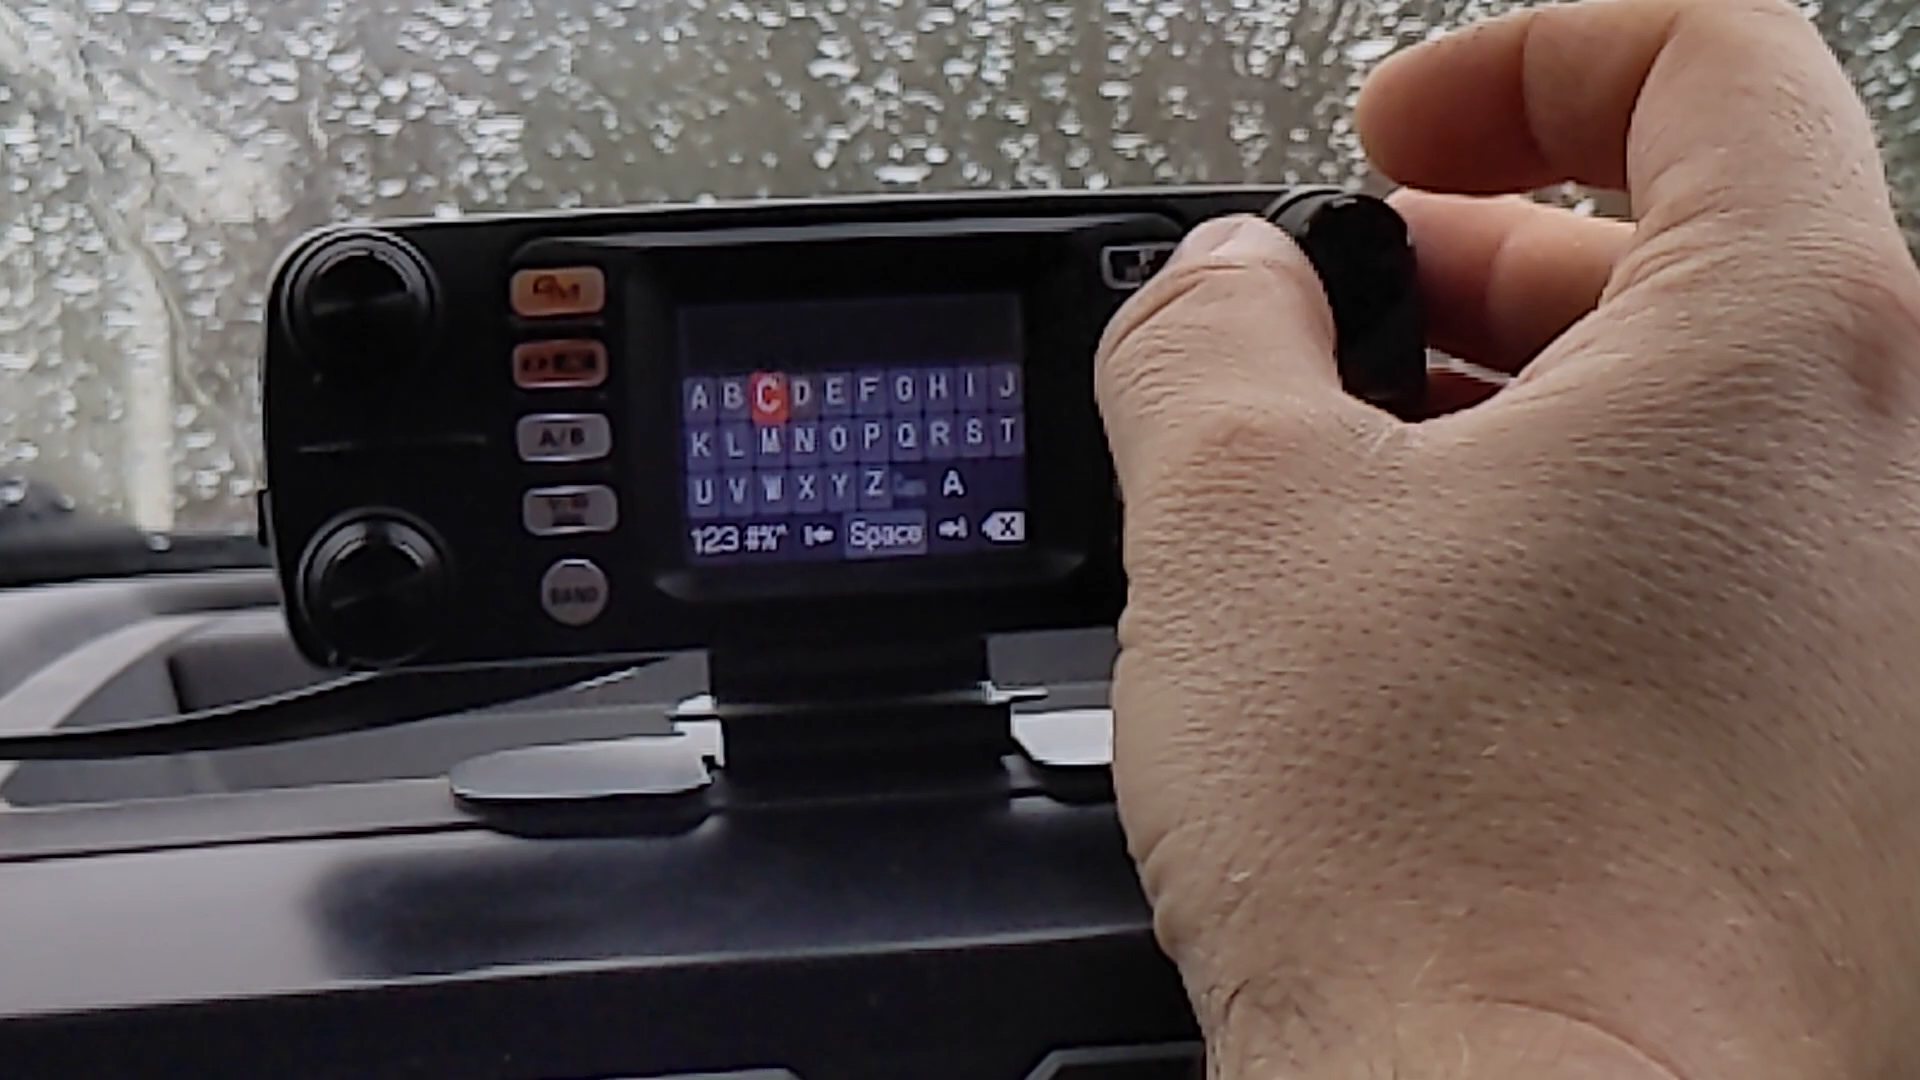 A B C D E F G H I J
K L M N O P Q R S T
U V W X Y Z A
123 #%^ Space X
A/B
BAND